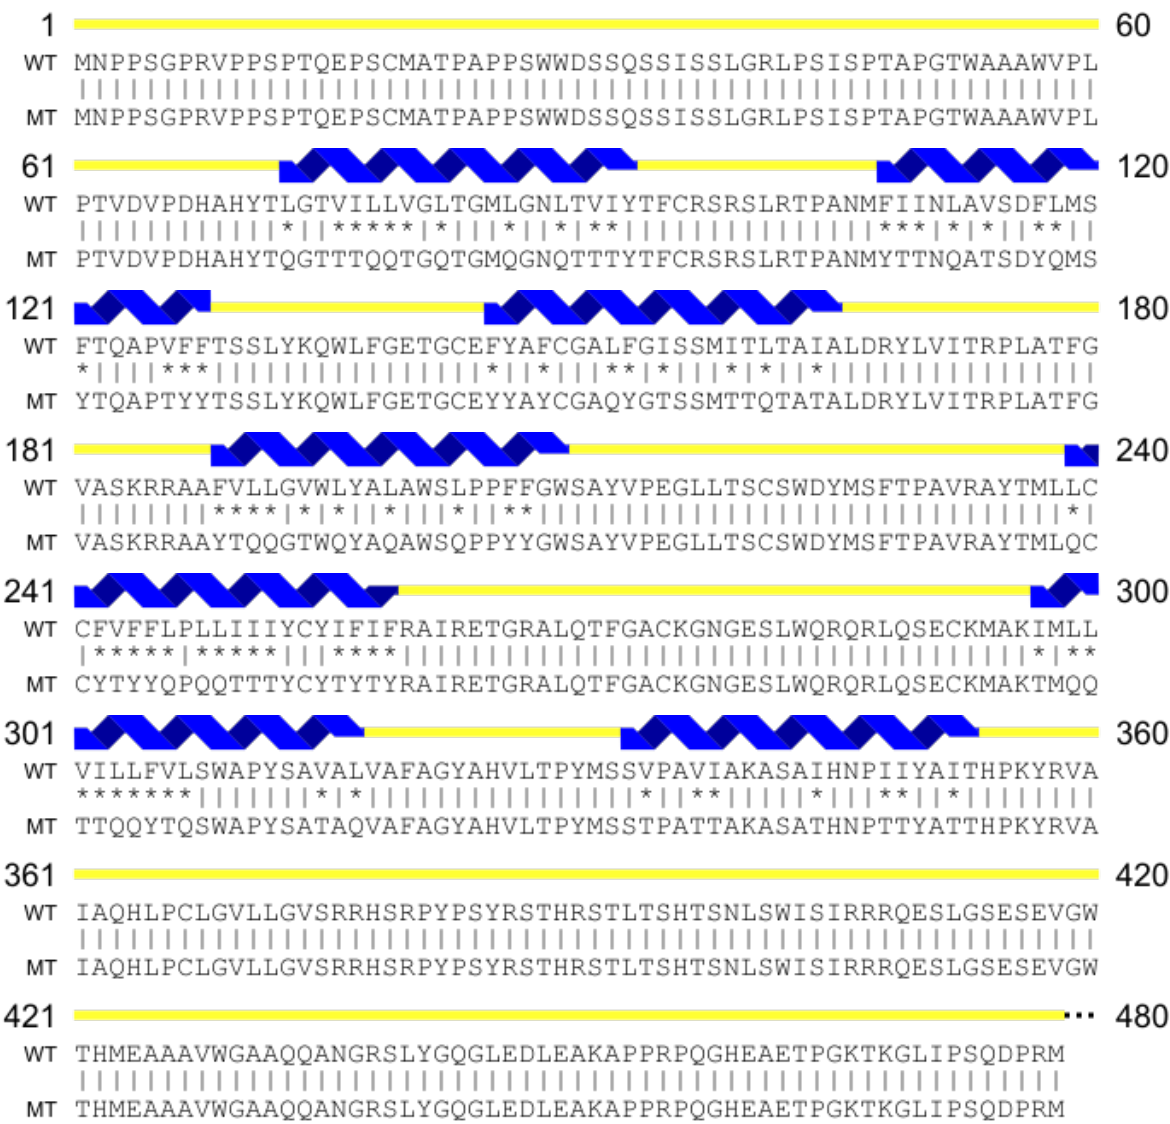 1 60
WT MNPPSGPRVPPSPTQEPSCMATPAPPSWWDSSQSSISSLGRLPSISPTAPGTWAAAWVPL
MT MNPPSGPRVPPSPTQEPSCMATPAPPSWWDSSQSSISSLGRLPSISPTAPGTWAAAWVPL
61 120
WT PTVDVPDHAHYTLGTVILLVGLTGMLGNLTVIYTFCRSRSLRTPANMFIINLAVSDFLMS
||||||||||||*||*****|*|||*||*|**|||||||||||||||***|*|*||**||
MT PTVDVPDHAHYTQGTTTQQTGQTGMQGNQTTTYTFCRSRSLRTPANMYTTNQATSDYQMS
121 180
WT FTQAPVFFTSSLYKQWLFGETGCEFYAFCGALFGISSMITLTAIALDRYLVITRPLATFG
*||||***||||||||||||||||*||*|||**|*|||*|*||*||||||||||||||||
MT YTQAPTYYTSSLYKQWLFGETGCEYYAYCGAQYGTSSMTTQTATALDRYLVITRPLATFG
181 240
WT VASKRRAAFVLLGVWLYALAWSLPPFFGWSAYVPEGLLTSCSWDYMSFTPAVRAYTMLLC
||||||||****|*|*||*|||*||**|||||||||||||||||||||||||||||||*|
MT VASKRRAAYTQQGTWQYAQAWSQPPYYGWSAYVPEGLLTSCSWDYMSFTPAVRAYTMLQC
241 300
WT CFVFFLPLLIIIYCYIFIFRAIRETGRALQTFGACKGNGESLWQRQRLQSECKMAKIMLL
|*****|*****|||****|||||||||||||||||||||||||||||||||||||*|**
MT CYTYYQPQQTTTYCYTYTYRAIRETGRALQTFGACKGNGESLWQRQRLQSECKMAKTMQQ
301 360
WT VILLFVLSWAPYSAVALVAFAGYAHVLTPYMSSVPAVIAKASAIHNPIIYAITHPKYRVA
*******|||||||*|*||||||||||||||||*||**|||||*|||**||*||||||||
MT TTQQYTQSWAPYSATAQVAFAGYAHVLTPYMSSTPATTAKASATHNPTTYATTHPKYRVA
361 420
WT IAQHLPCLGVLLGVSRRHSRPYPSYRSTHRSTLTSHTSNLSWISIRRRQESLGSESEVGW
MT IAQHLPCLGVLLGVSRRHSRPYPSYRSTHRSTLTSHTSNLSWISIRRRQESLGSESEVGW
421 480
WT THMEAAAVWGAAQQANGRSLYGQGLEDLEAKAPPRPQGHEAETPGKTKGLIPSQDPRM
MT THMEAAAVWGAAQQANGRSLYGQGLEDLEAKAPPRPQGHEAETPGKTKGLIPSQDPRM